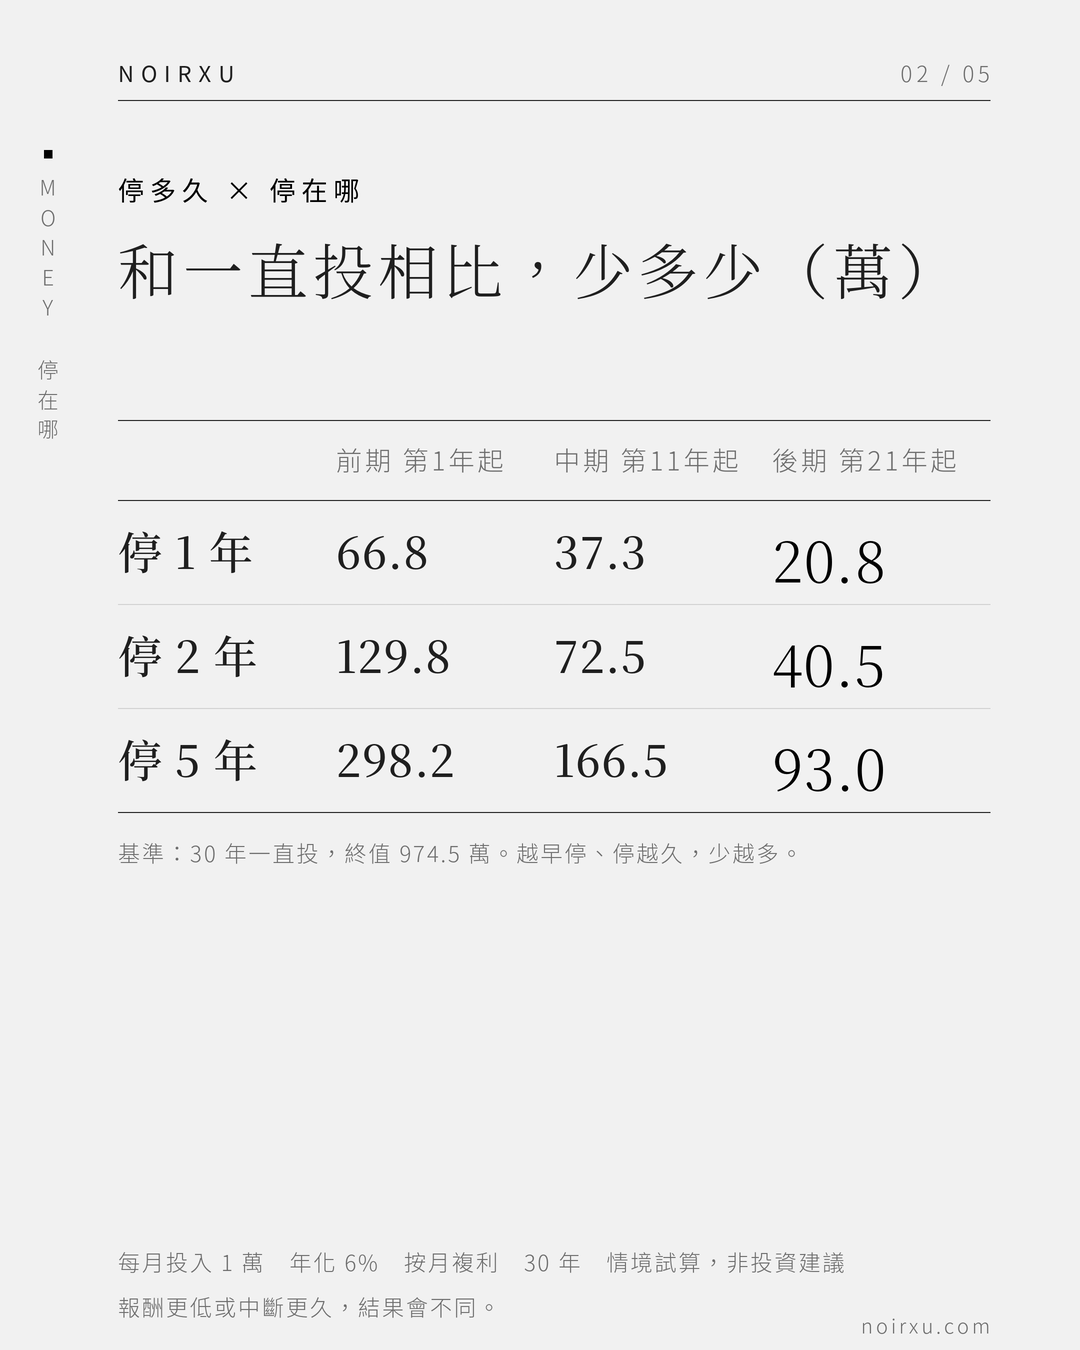 NOIRXU
02 / 05
■ MONEY 停在哪
停多久 × 停在哪
和一直投相比，少多少（萬）
前期 第1年起 中期 第11年起 後期 第21年起
停 1 年 66.8 37.3 20.8
停 2 年 129.8 72.5 40.5
停 5 年 298.2 166.5 93.0
基準：30 年一直投，終值 974.5 萬。越早停、停越久，少越多。
每月投入 1 萬　年化 6%　按月複利　30 年　情境試算，非投資建議
報酬更低或中斷更久，結果會不同。
noirxu.com